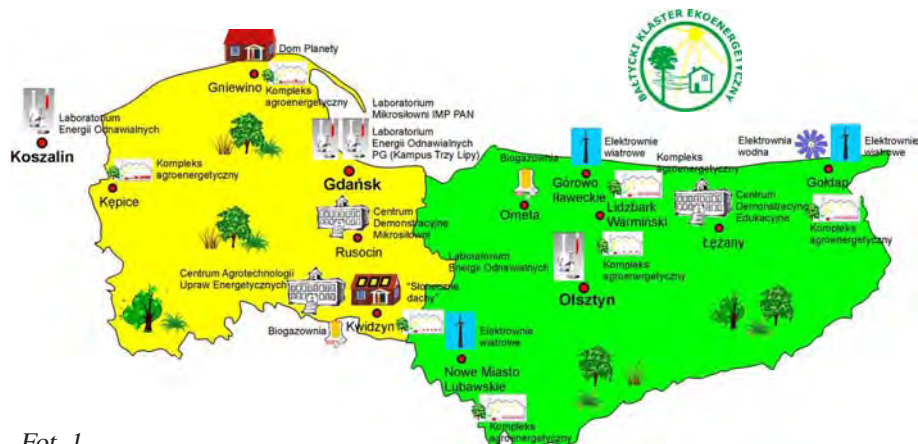 BAŁTYCKI KLASTER EKOENERGETYCZNY
Dom Planety
Gniewino
Kompleks
agroenergetyczny
Laboratorium
Energii Odnawialnych
Koszalin
Laboratorium
Mikrosiłowni IMP PAN
Laboratorium
Energii Odnawialnych
PG (Kampus Trzy Lipy)
Gdańsk
Kompleks
agroenergetyczny
Kępice
Centrum
Demonstracyjne
Mikrosiłowni
Rusocin
Centrum Agrotechnologii
Upraw Energetycznych
"Słoneczne
dachy"
Kwidzyn
Biogazownia
Laboratorium
Energii Odnawialnych
Olsztyn
Kompleks
agroenergetyczny
Biogazownia
Orneta
Elektrownie
wiatrowe
Górowo
Iławeckie
Kompleks
agroenergetyczny
Lidzbark
Warmiński
Centrum
Demonstracyjno
Edukacyjne
Łężany
Elektrownia
wodna
Elektrownie
wiatrowe
Gołdap
Kompleks
agroenergetyczny
Elektrownie
wiatrowe
Nowe Miasto
Lubawskie
Kompleks
agroenergetyczny
Fot. 1